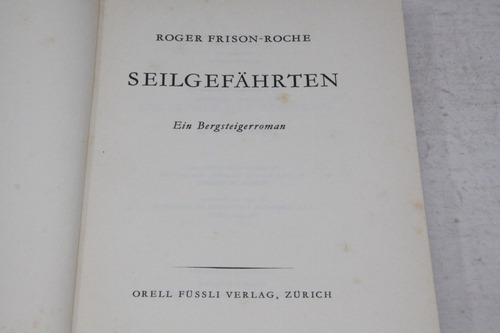 ROGER FRISON-ROCHE
SEILGEFÄHRTEN
Ein Bergsteigerroman
ORELL FÜSSLI VERLAG, ZÜRICH